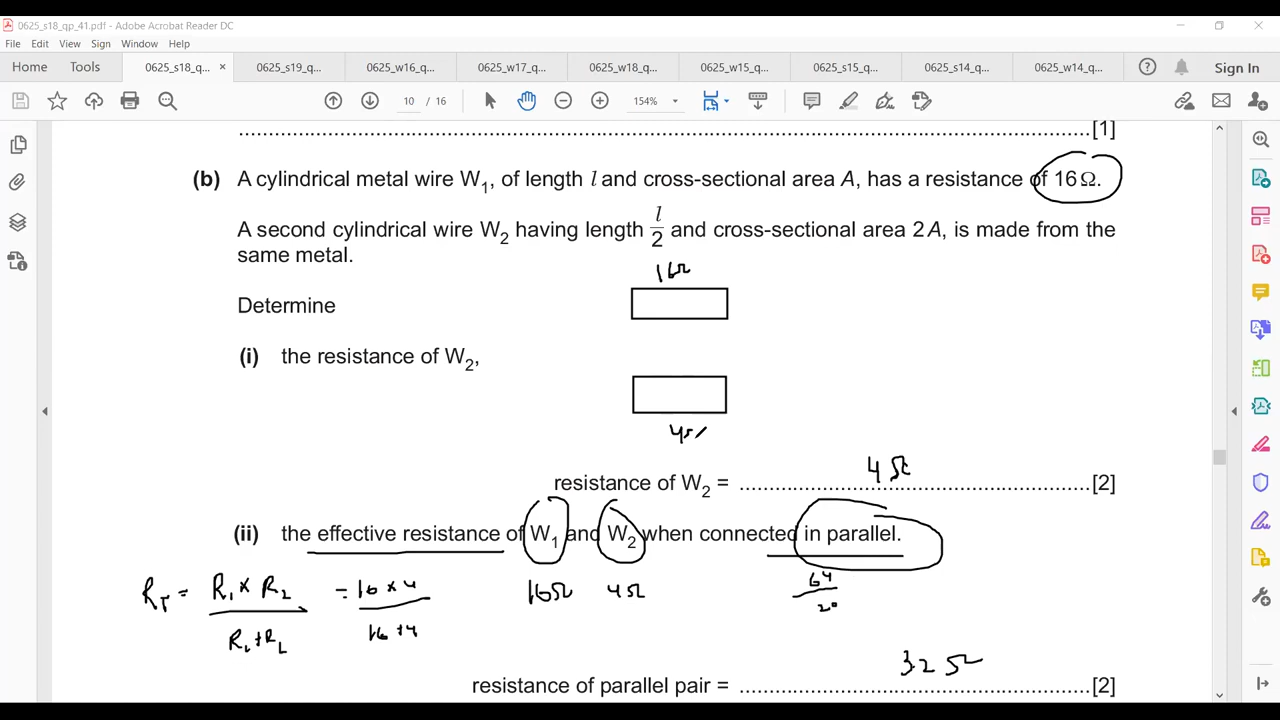 0625_s18_qp_41.pdf - Adobe Acrobat Reader DC
File Edit View Sign Window Help
Home Tools 0625_s18_q... × 0625_s19_q... 0625_w16_q... 0625_w17_q... 0625_w18_q... 0625_w15_q... 0625_s15_q... 0625_s14_q... 0625_w14_q... Sign In
10 / 16 154%
[1]
(b) A cylindrical metal wire W1, of length l and cross-sectional area A, has a resistance of 16 Ω.
A second cylindrical wire W2 having length l/2 and cross-sectional area 2A, is made from the
same metal.
16Ω
Determine
(i) the resistance of W2,
4Ω
resistance of W2 = 4 Ω [2]
(ii) the effective resistance of W1 and W2 when connected in parallel.
RT = R1 × R2 / R1 + R2 = 16 × 4 / 16 + 4 16Ω 4Ω 64 / 20
resistance of parallel pair = 3.2 Ω [2]